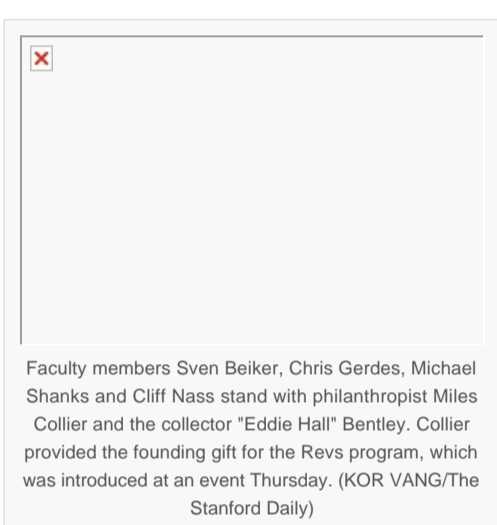 Faculty members Sven Beiker, Chris Gerdes, Michael
Shanks and Cliff Nass stand with philanthropist Miles
Collier and the collector "Eddie Hall" Bentley. Collier
provided the founding gift for the Revs program, which
was introduced at an event Thursday. (KOR VANG/The
Stanford Daily)